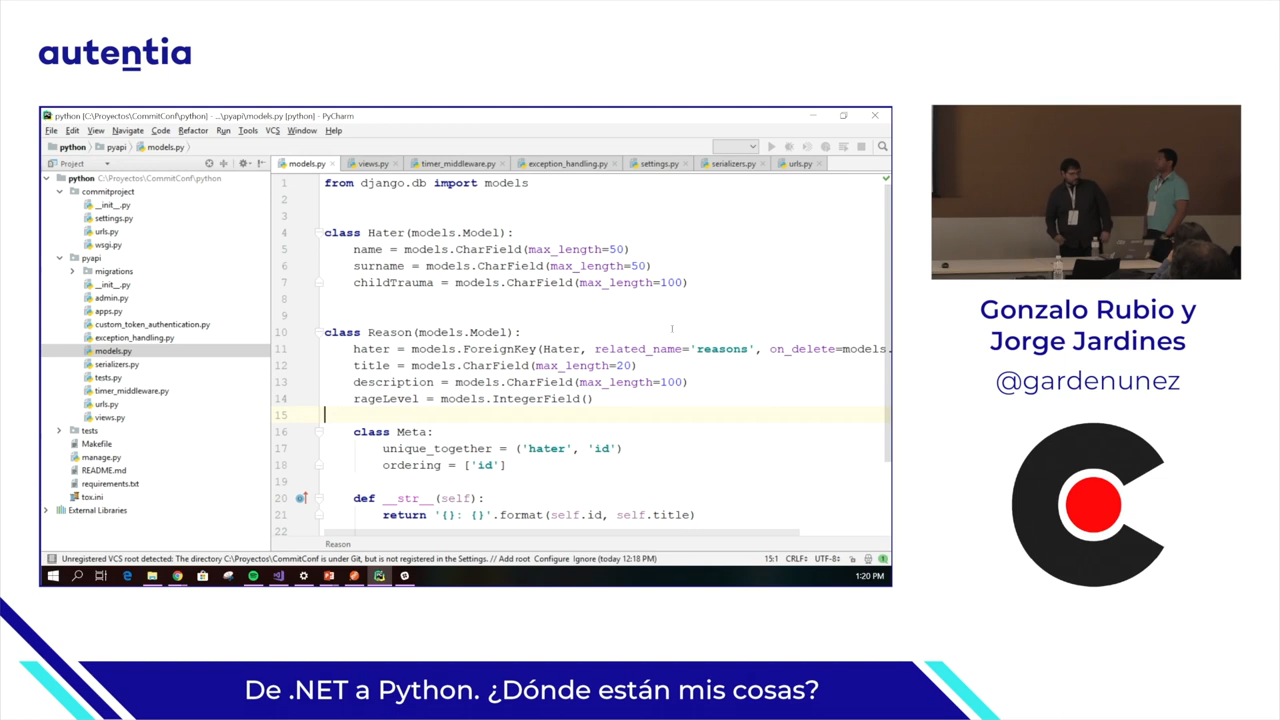 autentia
python [C:\Proyectos\CommitConf\python] - ...\pyapi\models.py [python] - PyCharm
File Edit View Navigate Code Refactor Run Tools VCS Window Help
python pyapi models.py
Project
models.py views.py timer_middleware.py exception_handling.py settings.py serializers.py urls.py
python C:\Proyectos\CommitConf\python
commitproject
__init__.py
settings.py
urls.py
wsgi.py
pyapi
migrations
__init__.py
admin.py
apps.py
custom_token_authentication.py
exception_handling.py
models.py
serializers.py
tests.py
timer_middleware.py
urls.py
views.py
tests
Makefile
manage.py
README.md
requirements.txt
tox.ini
External Libraries
1 from django.db import models
2
3
4 class Hater(models.Model):
5 name = models.CharField(max_length=50)
6 surname = models.CharField(max_length=50)
7 childTrauma = models.CharField(max_length=100)
8
9
10 class Reason(models.Model):
11 hater = models.ForeignKey(Hater, related_name='reasons', on_delete=models.
12 title = models.CharField(max_length=20)
13 description = models.CharField(max_length=100)
14 rageLevel = models.IntegerField()
15
16 class Meta:
17 unique_together = ('hater', 'id')
18 ordering = ['id']
19
20 def __str__(self):
21 return '{}: {}'.format(self.id, self.title)
22
Reason
Unregistered VCS root detected: The directory C:\Proyectos\CommitConf is under Git, but is not registered in the Settings. // Add root Configure Ignore (today 12:18 PM) 15:1 CRLF UTF-8
1:20 PM
Gonzalo Rubio y
Jorge Jardines
@gardenunez
De .NET a Python. ¿Dónde están mis cosas?